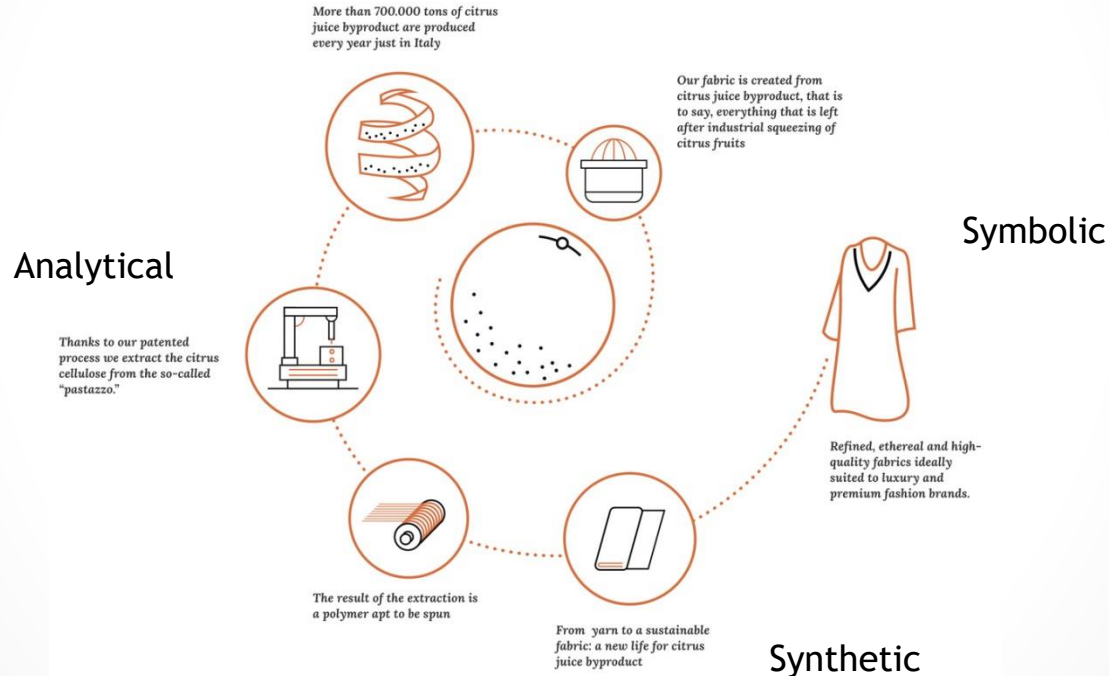 More than 700.000 tons of citrus
juice byproduct are produced
every year just in Italy
Our fabric is created from
citrus juice byproduct, that is
to say, everything that is left
after industrial squeezing of
citrus fruits
Symbolic
Analytical
Thanks to our patented
process we extract the citrus
cellulose from the so-called
“pastazzo.”
Refined, ethereal and high-
quality fabrics ideally
suited to luxury and
premium fashion brands.
The result of the extraction is
a polymer apt to be spun
From yarn to a sustainable
fabric: a new life for citrus
juice byproduct
Synthetic